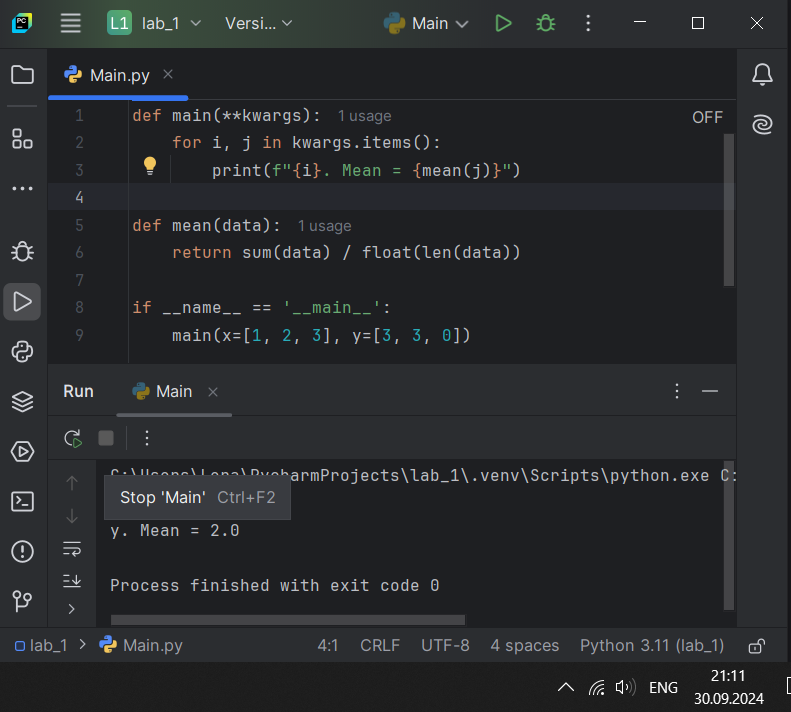 L1 lab_1 Versi... Main
Main.py
1 def main(**kwargs): 1 usage OFF
2 for i, j in kwargs.items():
3 print(f"{i}. Mean = {mean(j)}")
4
5 def mean(data): 1 usage
6 return sum(data) / float(len(data))
7
8 if __name__ == '__main__':
9 main(x=[1, 2, 3], y=[3, 3, 0])
Run Main
C:\Users\Lena\PycharmProjects\lab_1\.venv\Scripts\python.exe C:
Stop 'Main' Ctrl+F2
y. Mean = 2.0
Process finished with exit code 0
lab_1 Main.py 4:1 CRLF UTF-8 4 spaces Python 3.11 (lab_1)
21:11
ENG
30.09.2024